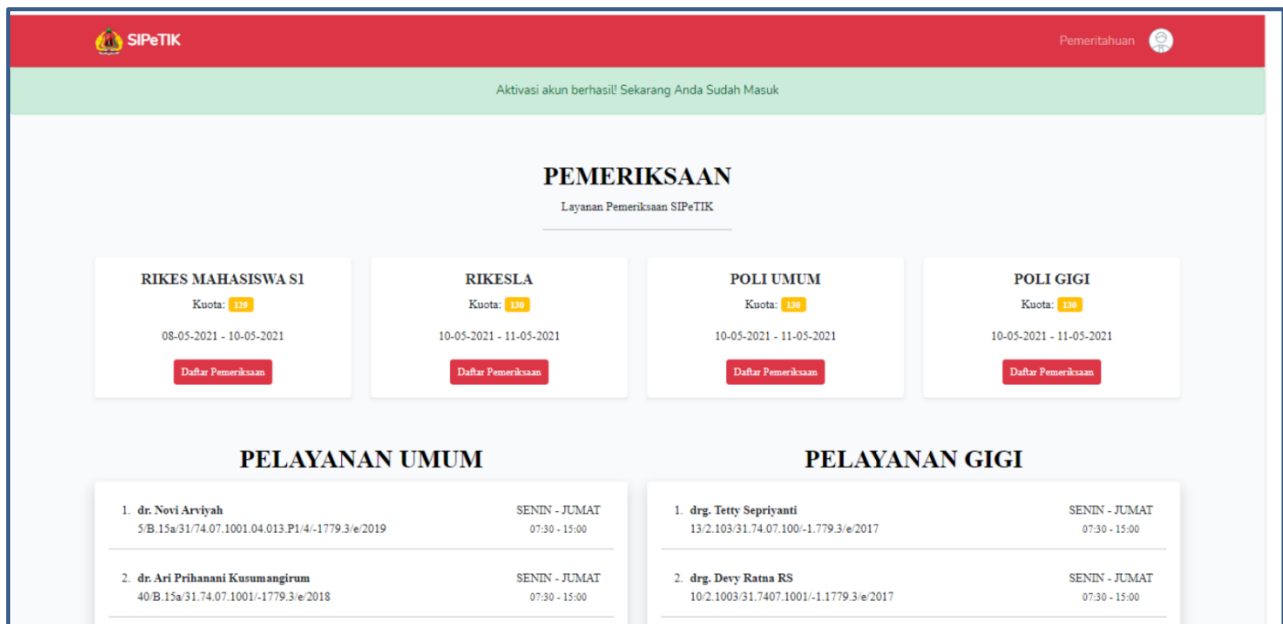 SIPeTIK
Pemeritahuan
Aktivasi akun berhasil! Sekarang Anda Sudah Masuk
PEMERIKSAAN
Layanan Pemeriksaan SIPeTIK
RIKES MAHASISWA S1
Kuota: 129
08-05-2021 - 10-05-2021
Daftar Pemeriksaan
RIKESLA
Kuota: 130
10-05-2021 - 11-05-2021
Daftar Pemeriksaan
POLI UMUM
Kuota: 130
10-05-2021 - 11-05-2021
Daftar Pemeriksaan
POLI GIGI
Kuota: 130
10-05-2021 - 11-05-2021
Daftar Pemeriksaan
PELAYANAN UMUM
1. dr. Novi Arviyah SENIN - JUMAT
5/B.15a/31/74.07.1001.04.013.P1/4/-1779.3/e/2019 07:30 - 15:00
2. dr. Ari Prihanani Kusumangirum SENIN - JUMAT
40/B.15a/31.74.07.1001/-1779.3/e/2018 07:30 - 15:00
PELAYANAN GIGI
1. drg. Tetty Sepriyanti SENIN - JUMAT
13/2.103/31.74.07.100/-1.779.3/e/2017 07:30 - 15:00
2. drg. Devy Ratna RS SENIN - JUMAT
10/2.1003/31.7407.1001/-1.1779.3/e/2017 07:30 - 15:00